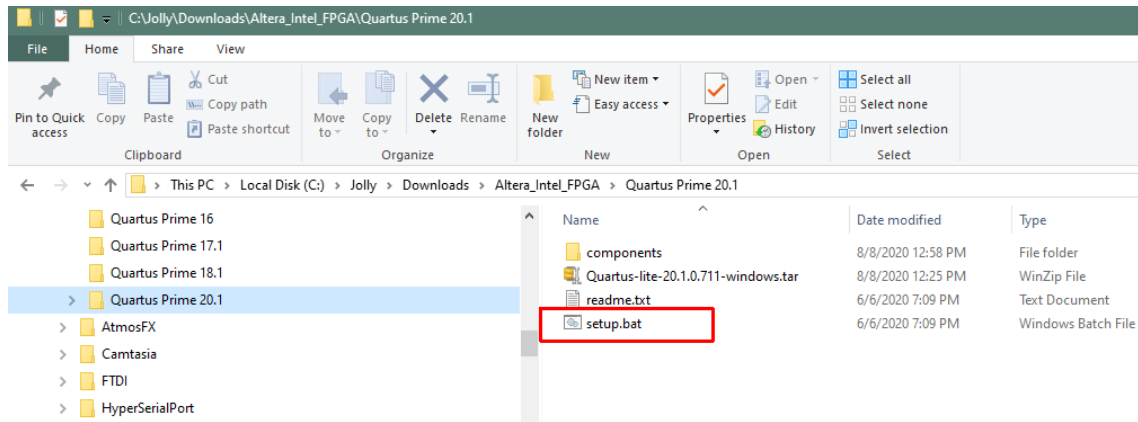 C:\Jolly\Downloads\Altera_Intel_FPGA\Quartus Prime 20.1
File Home Share View
Pin to Quick access
Copy
Paste
Cut
Copy path
Paste shortcut
Clipboard
Move to
Copy to
Delete
Rename
Organize
New folder
New item
Easy access
New
Properties
Open
Edit
History
Open
Select all
Select none
Invert selection
Select
This PC > Local Disk (C:) > Jolly > Downloads > Altera_Intel_FPGA > Quartus Prime 20.1
Quartus Prime 16
Quartus Prime 17.1
Quartus Prime 18.1
Quartus Prime 20.1
AtmosFX
Camtasia
FTDI
HyperSerialPort
Name Date modified Type
components 8/8/2020 12:58 PM File folder
Quartus-lite-20.1.0.711-windows.tar 8/8/2020 12:25 PM WinZip File
readme.txt 6/6/2020 7:09 PM Text Document
setup.bat 6/6/2020 7:09 PM Windows Batch File